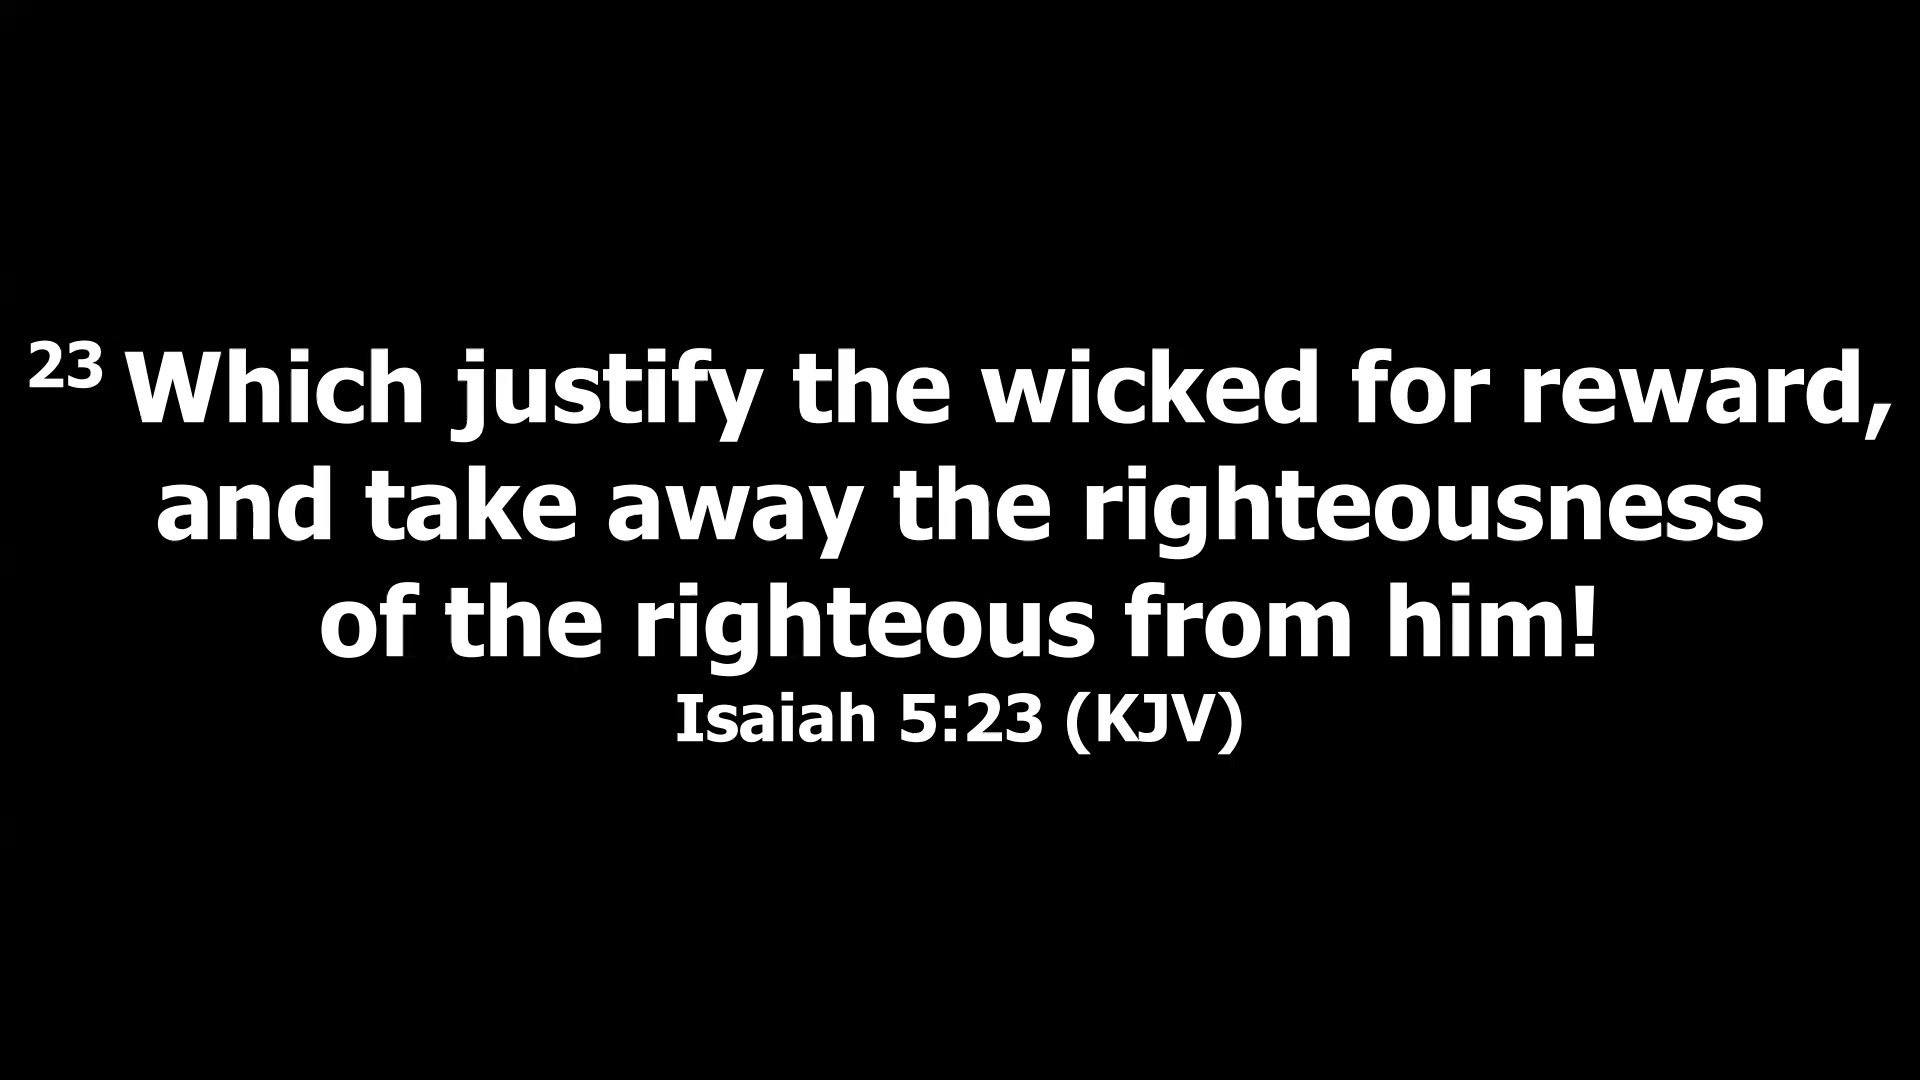 23 Which justify the wicked for reward,
and take away the righteousness
of the righteous from him!
Isaiah 5:23 (KJV)